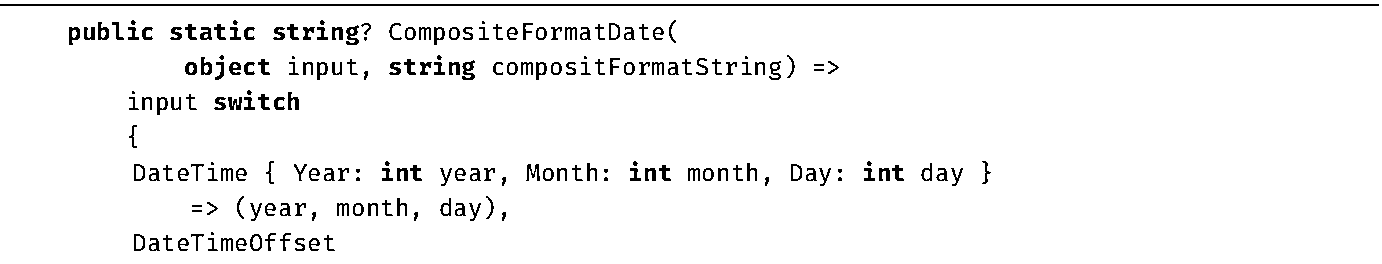 public static string? CompositeFormatDate(
object input, string compositFormatString) =>
input switch
{
DateTime { Year: int year, Month: int month, Day: int day }
=> (year, month, day),
DateTimeOffset